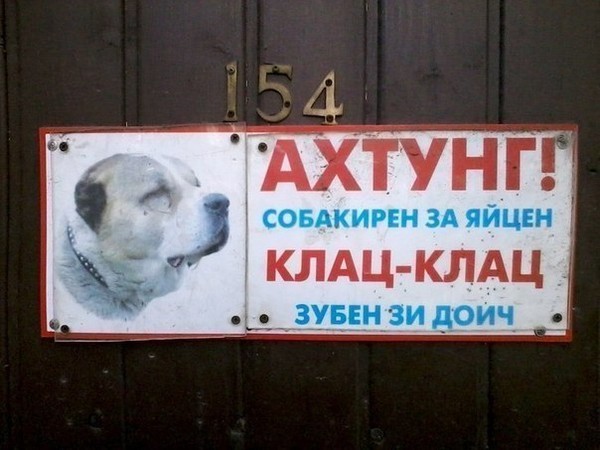 154
АХТУНГ!
СОБАКИРЕН ЗА ЯЙЦЕН
КЛАЦ-КЛАЦ
ЗУБЕН ЗИ ДОИЧ